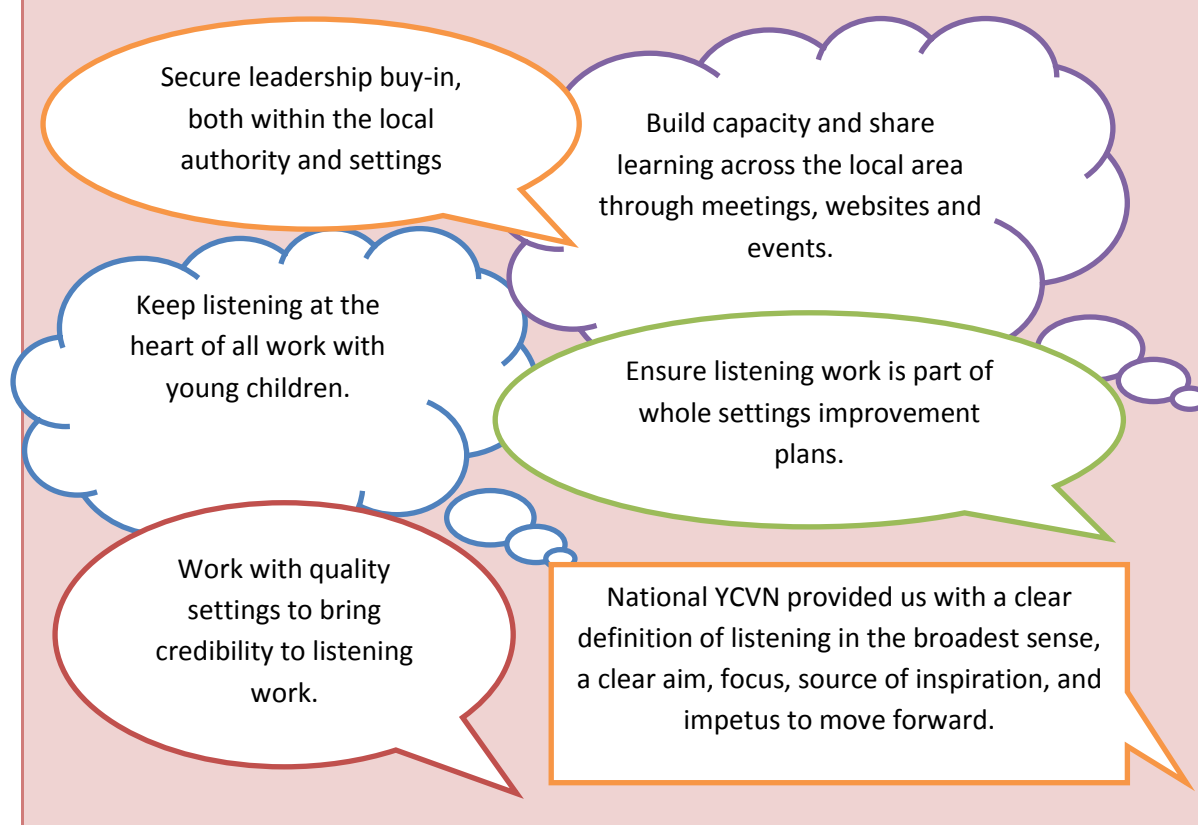 Secure leadership buy-in,
both within the local
authority and settings
Build capacity and share
learning across the local area
through meetings, websites and
events.
Keep listening at the
heart of all work with
young children.
Ensure listening work is part of
whole settings improvement
plans.
Work with quality
settings to bring
credibility to listening
work.
National YCVN provided us with a clear
definition of listening in the broadest sense,
a clear aim, focus, source of inspiration, and
impetus to move forward.